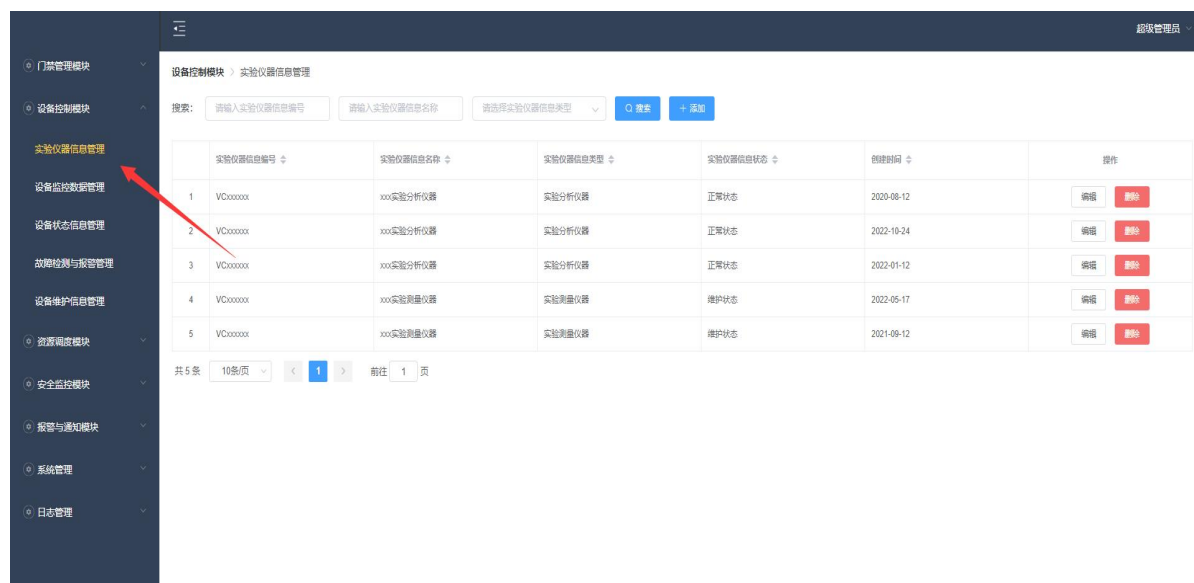 超级管理员
门禁管理模块
设备控制模块
实验仪器信息管理
设备监控数据管理
设备状态信息管理
故障检测与报警管理
设备维护信息管理
资源调度模块
安全监控模块
报警与通知模块
系统管理
日志管理
设备控制模块 > 实验仪器信息管理
搜索: 请输入实验仪器信息编号 请输入实验仪器信息名称 请选择实验仪器信息类型 搜索 + 添加
实验仪器信息编号 实验仪器信息名称 实验仪器信息类型 实验仪器信息状态 创建时间 操作
1 VCxxxxxx xxx实验分析仪器 实验分析仪器 正常状态 2020-08-12 编辑 删除
2 VCxxxxxx xxx实验分析仪器 实验分析仪器 正常状态 2022-10-24 编辑 删除
3 VCxxxxxx xxx实验分析仪器 实验分析仪器 正常状态 2022-01-12 编辑 删除
4 VCxxxxxx xxx实验测量仪器 实验测量仪器 维护状态 2022-05-17 编辑 删除
5 VCxxxxxx xxx实验测量仪器 实验测量仪器 维护状态 2021-09-12 编辑 删除
共 5 条 10条/页 < 1 > 前往 1 页